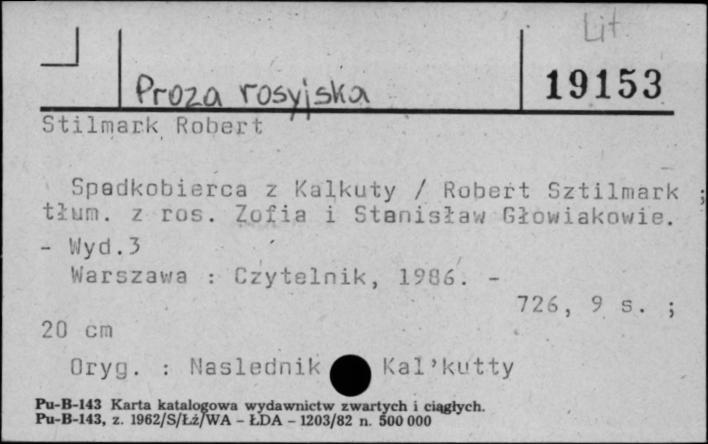 Lit
19153
Proza rosyjska
Stilmark Robert
Spadkobierca z Kalkuty / Robert Sztilmark ;
tłum. z ros. Zofia i Stanisław Głowiakowie.
- Wyd.3
Warszawa : Czytelnik, 1986. -
726, 9 s. ;
20 cm
Oryg. : Naslednik Kal'kutty
Pu-B-143 Karta katalogowa wydawnictw zwartych i ciągłych.
Pu-B-143, z. 1962/S/Łż/WA - ŁDA - 1203/82 n. 500 000